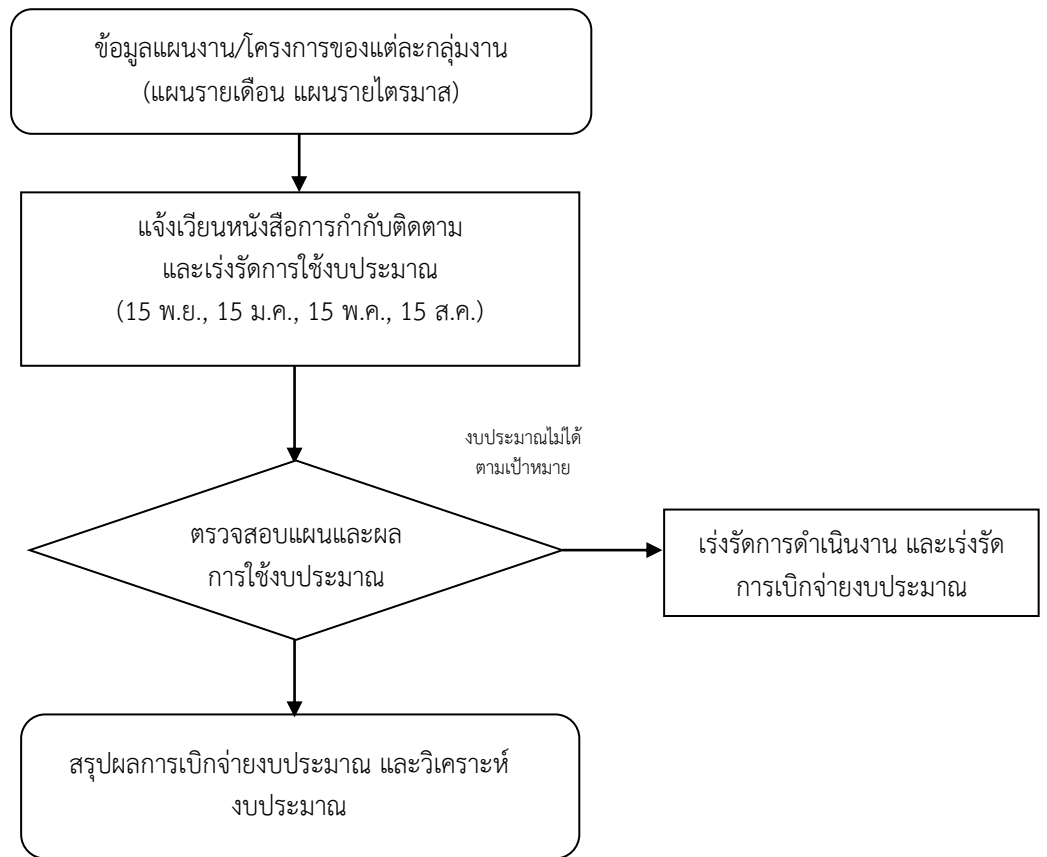 ข้อมูลแผนงาน/โครงการของแต่ละกลุ่มงาน
(แผนรายเดือน แผนรายไตรมาส)
แจ้งเวียนหนังสือการกำกับติดตาม
และเร่งรัดการใช้งบประมาณ
(15 พ.ย., 15 ม.ค., 15 พ.ค., 15 ส.ค.)
งบประมาณไม่ได้
ตามเป้าหมาย
ตรวจสอบแผนและผล
การใช้งบประมาณ
เร่งรัดการดำเนินงาน และเร่งรัด
การเบิกจ่ายงบประมาณ
สรุปผลการเบิกจ่ายงบประมาณ และวิเคราะห์
งบประมาณ